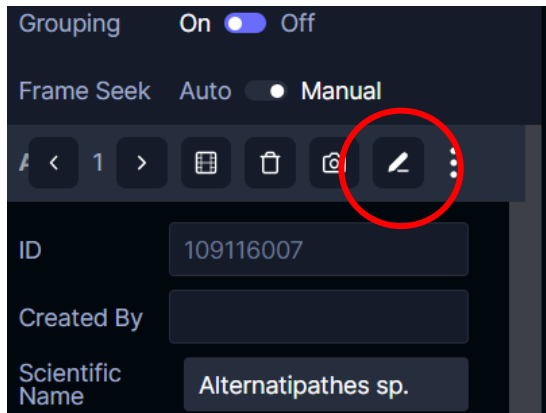 Grouping On Off
Frame Seek Auto Manual
1
ID 109116007
Created By
Scientific
Name Alternatipathes sp.